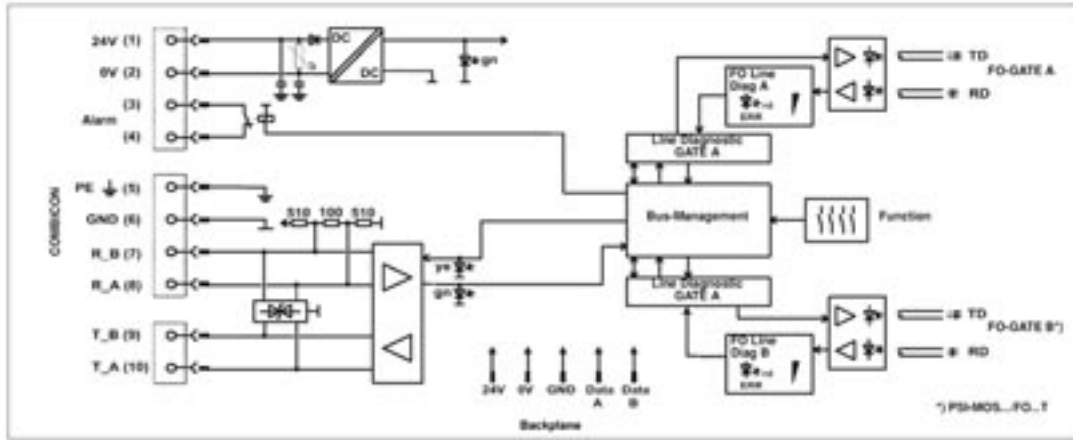 24V (1)
0V (2)
(3)
Alarm
(4)
COMBICON
PE (5)
GND (6)
R_B (7)
R_A (8)
T_B (9)
T_A (10)
DC
DC
gn
510 100 510
ye
gn
FO Line
Diag A
rd
ERR
TD
FO-GATE A
RD
Line Diagnostic
GATE A
Bus-Management
Function
Line Diagnostic
GATE A
FO Line
Diag B
rd
ERR
TD
FO-GATE B*)
RD
24V 0V GND Data A Data B
Backplane
*) PSI-MOS.../FO...T